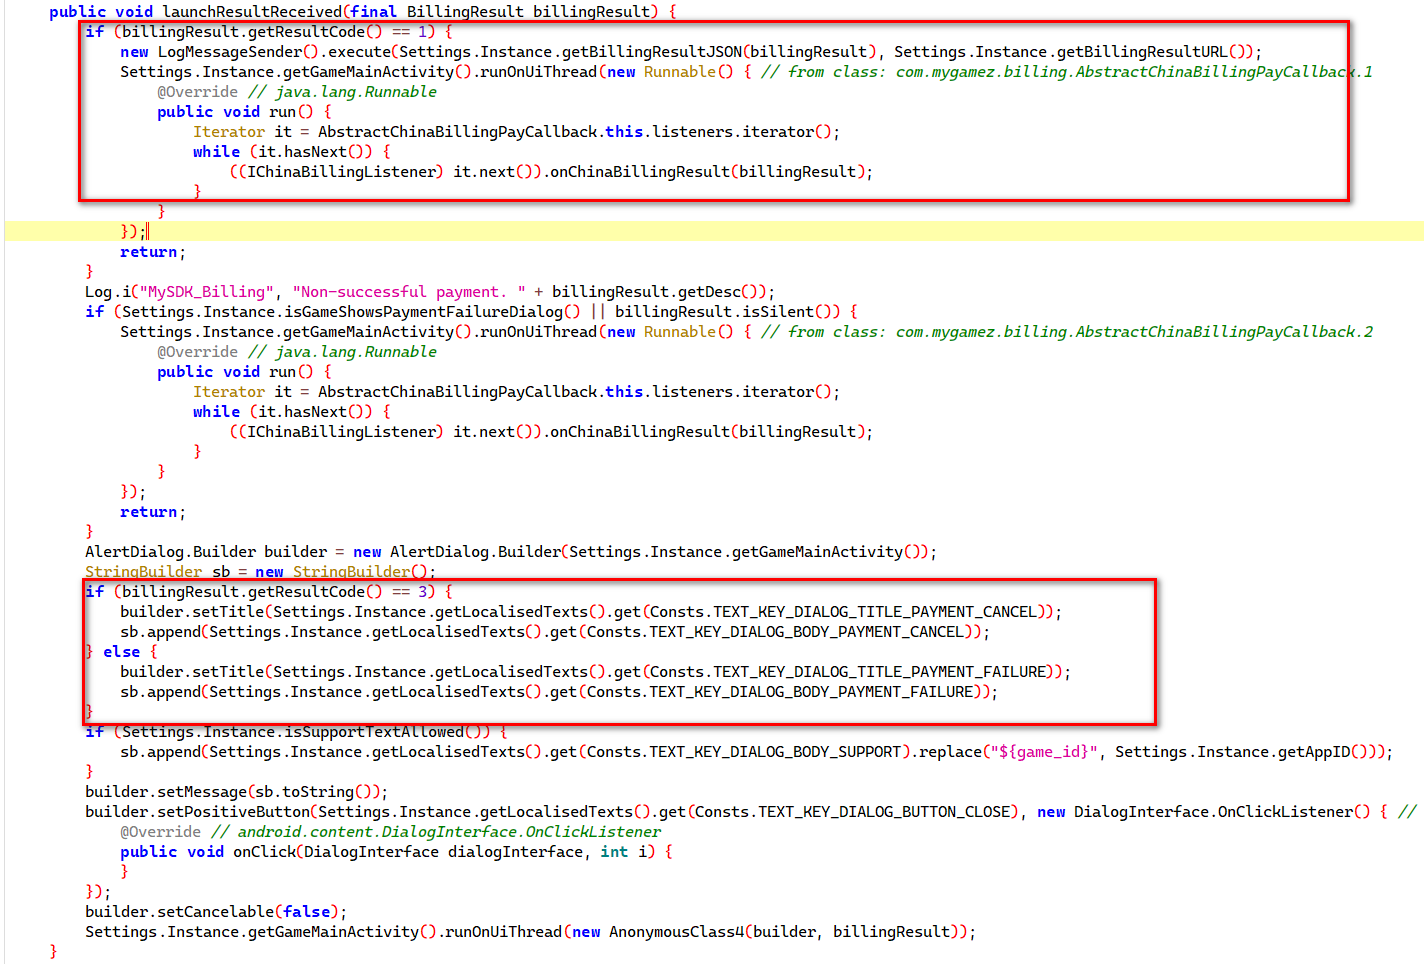 public void launchResultReceived(final BillingResult billingResult) {
if (billingResult.getResultCode() == 1) {
new LogMessageSender().execute(Settings.Instance.getBillingResultJSON(billingResult), Settings.Instance.getBillingResultURL());
Settings.Instance.getGameMainActivity().runOnUiThread(new Runnable() { // from class: com.mygamez.billing.AbstractChinaBillingPayCallback.1
@Override // java.lang.Runnable
public void run() {
Iterator it = AbstractChinaBillingPayCallback.this.listeners.iterator();
while (it.hasNext()) {
((IChinaBillingListener) it.next()).onChinaBillingResult(billingResult);
}
}
});
return;
}
Log.i("MySDK_Billing", "Non-successful payment. " + billingResult.getDesc());
if (Settings.Instance.isGameShowsPaymentFailureDialog() || billingResult.isSilent()) {
Settings.Instance.getGameMainActivity().runOnUiThread(new Runnable() { // from class: com.mygamez.billing.AbstractChinaBillingPayCallback.2
@Override // java.lang.Runnable
public void run() {
Iterator it = AbstractChinaBillingPayCallback.this.listeners.iterator();
while (it.hasNext()) {
((IChinaBillingListener) it.next()).onChinaBillingResult(billingResult);
}
}
});
return;
}
AlertDialog.Builder builder = new AlertDialog.Builder(Settings.Instance.getGameMainActivity());
StringBuilder sb = new StringBuilder();
if (billingResult.getResultCode() == 3) {
builder.setTitle(Settings.Instance.getLocalisedTexts().get(Consts.TEXT_KEY_DIALOG_TITLE_PAYMENT_CANCEL));
sb.append(Settings.Instance.getLocalisedTexts().get(Consts.TEXT_KEY_DIALOG_BODY_PAYMENT_CANCEL));
} else {
builder.setTitle(Settings.Instance.getLocalisedTexts().get(Consts.TEXT_KEY_DIALOG_TITLE_PAYMENT_FAILURE));
sb.append(Settings.Instance.getLocalisedTexts().get(Consts.TEXT_KEY_DIALOG_BODY_PAYMENT_FAILURE));
}
if (Settings.Instance.isSupportTextAllowed()) {
sb.append(Settings.Instance.getLocalisedTexts().get(Consts.TEXT_KEY_DIALOG_BODY_SUPPORT).replace("${game_id}", Settings.Instance.getAppID()));
}
builder.setMessage(sb.toString());
builder.setPositiveButton(Settings.Instance.getLocalisedTexts().get(Consts.TEXT_KEY_DIALOG_BUTTON_CLOSE), new DialogInterface.OnClickListener() { //
@Override // android.content.DialogInterface.OnClickListener
public void onClick(DialogInterface dialogInterface, int i) {
}
});
builder.setCancelable(false);
Settings.Instance.getGameMainActivity().runOnUiThread(new AnonymousClass4(builder, billingResult));
}